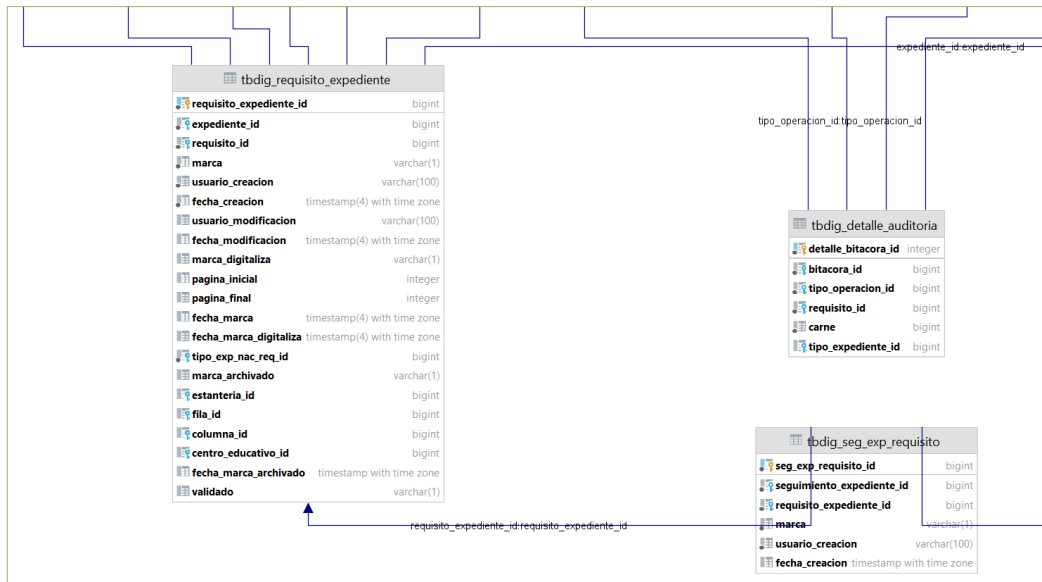 expediente_id:expediente_id
tbdig_requisito_expediente
requisito_expediente_id bigint
expediente_id bigint
requisito_id bigint
marca varchar(1)
usuario_creacion varchar(100)
fecha_creacion timestamp(4) with time zone
usuario_modificacion varchar(100)
fecha_modificacion timestamp(4) with time zone
marca_digitaliza varchar(1)
pagina_inicial integer
pagina_final integer
fecha_marca timestamp(4) with time zone
fecha_marca_digitaliza timestamp(4) with time zone
tipo_exp_nac_req_id bigint
marca_archivado varchar(1)
estanteria_id bigint
fila_id bigint
columna_id bigint
centro_educativo_id bigint
fecha_marca_archivado timestamp with time zone
validado varchar(1)
tipo_operacion_id:tipo_operacion_id
tbdig_detalle_auditoria
detalle_bitacora_id integer
bitacora_id bigint
tipo_operacion_id bigint
requisito_id bigint
carne bigint
tipo_expediente_id bigint
tbdig_seg_exp_requisito
seg_exp_requisito_id bigint
seguimiento_expediente_id bigint
requisito_expediente_id bigint
marca varchar(1)
usuario_creacion varchar(100)
fecha_creacion timestamp with time zone
requisito_expediente_id:requisito_expediente_id